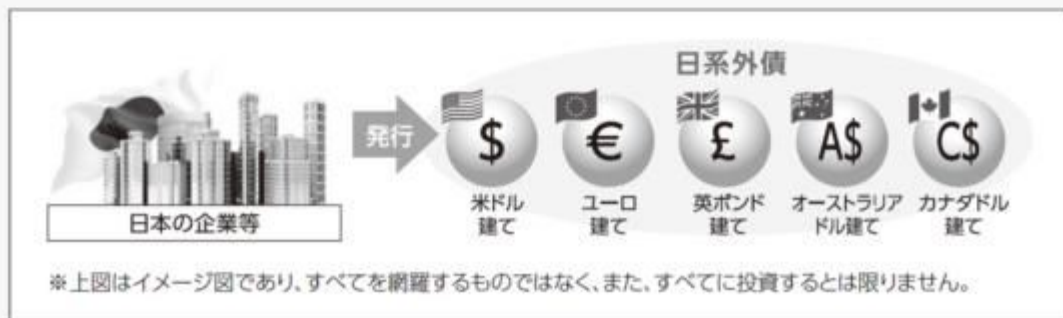 日系外債
発行
$
€
£
A$
C$
米ドル
建て
ユーロ
建て
英ポンド
建て
オーストラリア
ドル建て
カナダドル
建て
日本の企業等
※上図はイメージ図であり、すべてを網羅するものではなく、また、すべてに投資するとは限りません。